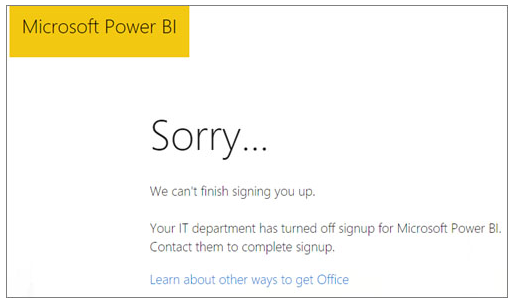 Microsoft Power BI
Sorry...
We can't finish signing you up.
Your IT department has turned off signup for Microsoft Power BI.
Contact them to complete signup.
Learn about other ways to get Office